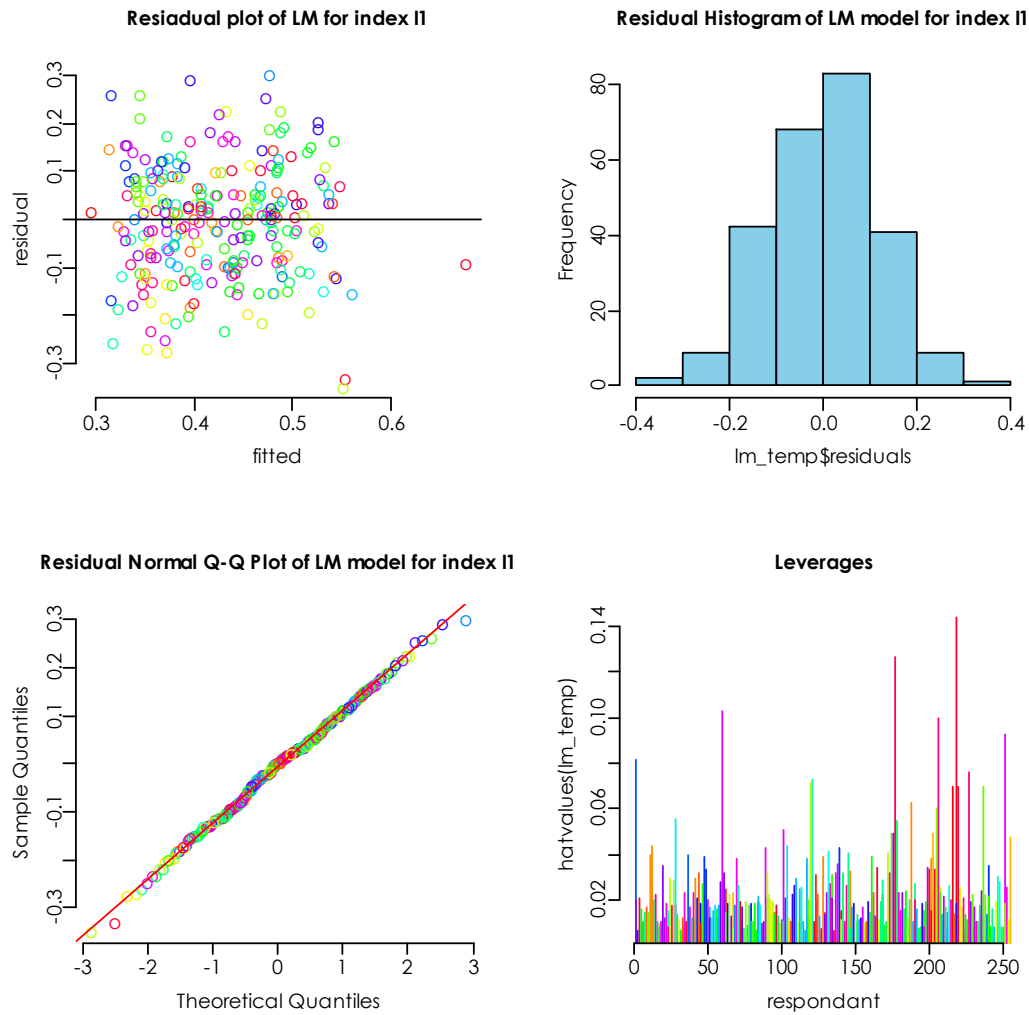 Resiadual plot of LM for index I1
0.3
0.2
0.1
-0.1
-0.3
residual
0.3 0.4 0.5 0.6
fitted
Residual Histogram of LM model for index I1
80
60
40
20
0
Frequency
-0.4 -0.2 0.0 0.2 0.4
lm_temp$residuals
Residual Normal Q-Q Plot of LM model for index I1
0.3
0.2
0.1
-0.1
-0.3
Sample Quantiles
-3 -2 -1 0 1 2 3
Theoretical Quantiles
Leverages
0.14
0.10
0.06
0.02
hatvalues(lm_temp)
0 50 100 150 200 250
respondant